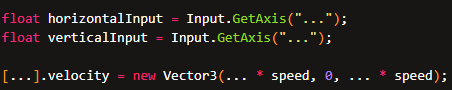 float horizontalInput = Input.GetAxis("...");
float verticalInput = Input.GetAxis("...");
[...].velocity = new Vector3(... * speed, 0, ... * speed);